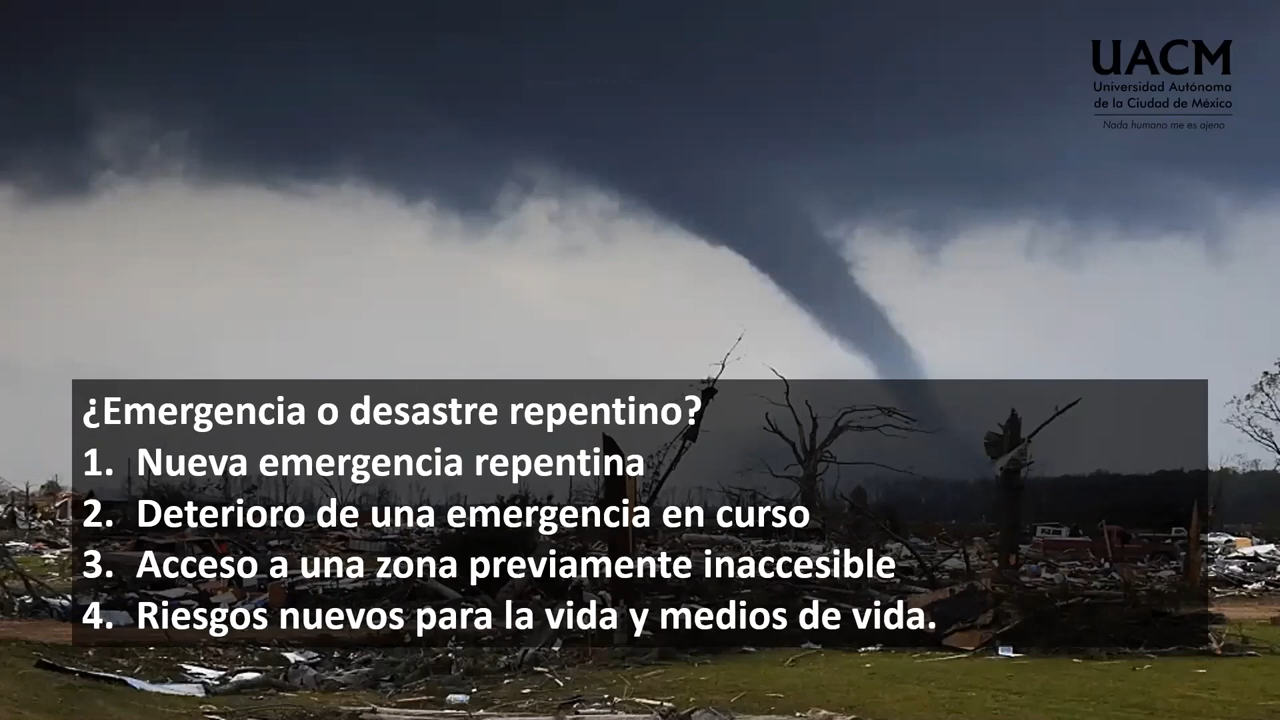 UACM
Universidad Autónoma
de la Ciudad de México
Nada humano me es ajeno
¿Emergencia o desastre repentino?
1. Nueva emergencia repentina
2. Deterioro de una emergencia en curso
3. Acceso a una zona previamente inaccesible
4. Riesgos nuevos para la vida y medios de vida.